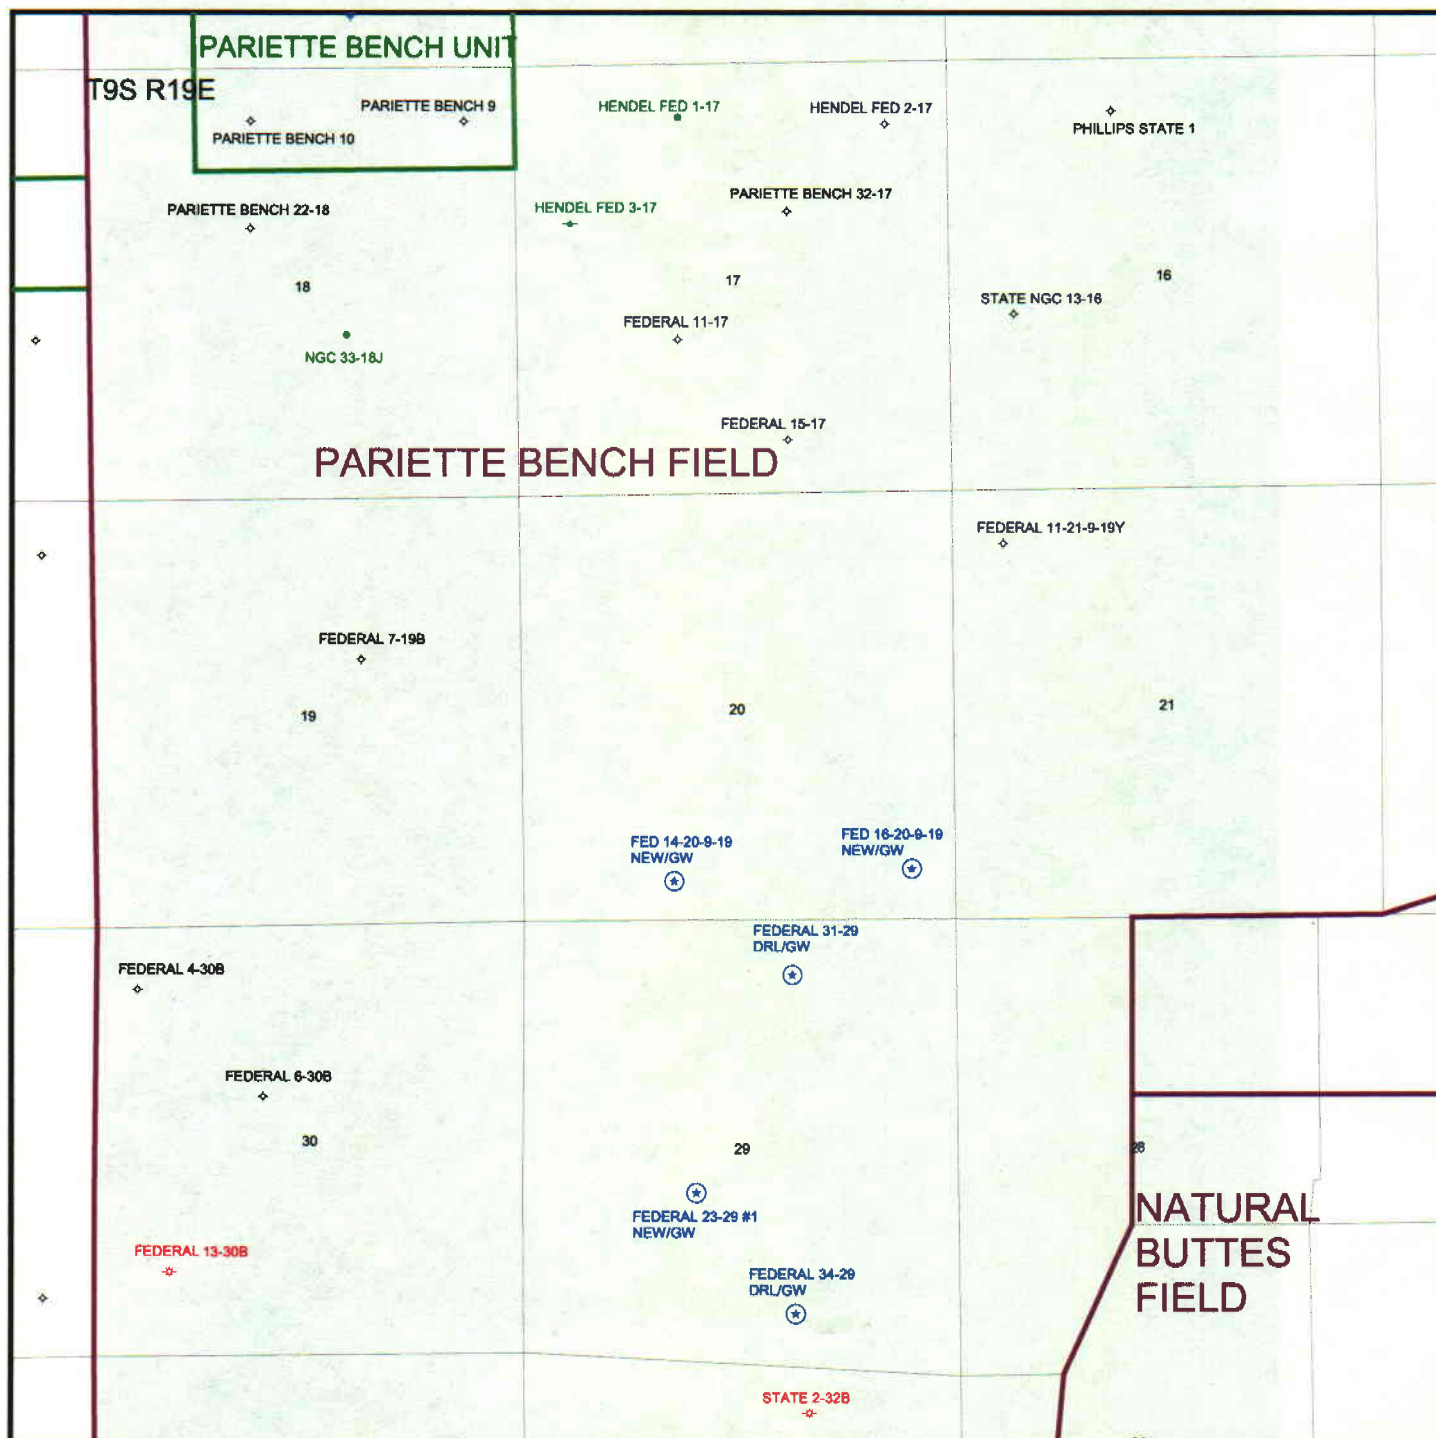 PARIETTE BENCH UNIT
T9S R19E
PARIETTE BENCH 9
PARIETTE BENCH 10
HENDEL FED 1-17
HENDEL FED 2-17
PHILLIPS STATE 1
PARIETTE BENCH 22-18
HENDEL FED 3-17
PARIETTE BENCH 32-17
18
17
16
STATE NGC 13-16
FEDERAL 11-17
NGC 33-18J
FEDERAL 15-17
PARIETTE BENCH FIELD
FEDERAL 11-21-9-19Y
FEDERAL 7-19B
19
20
21
FED 14-20-9-19
NEW/GW
FED 16-20-9-19
NEW/GW
FEDERAL 31-29
DRL/GW
FEDERAL 4-30B
FEDERAL 6-30B
30
29
28
FEDERAL 23-29 #1
NEW/GW
NATURAL
BUTTES
FIELD
FEDERAL 13-30B
FEDERAL 34-29
DRL/GW
STATE 2-32B